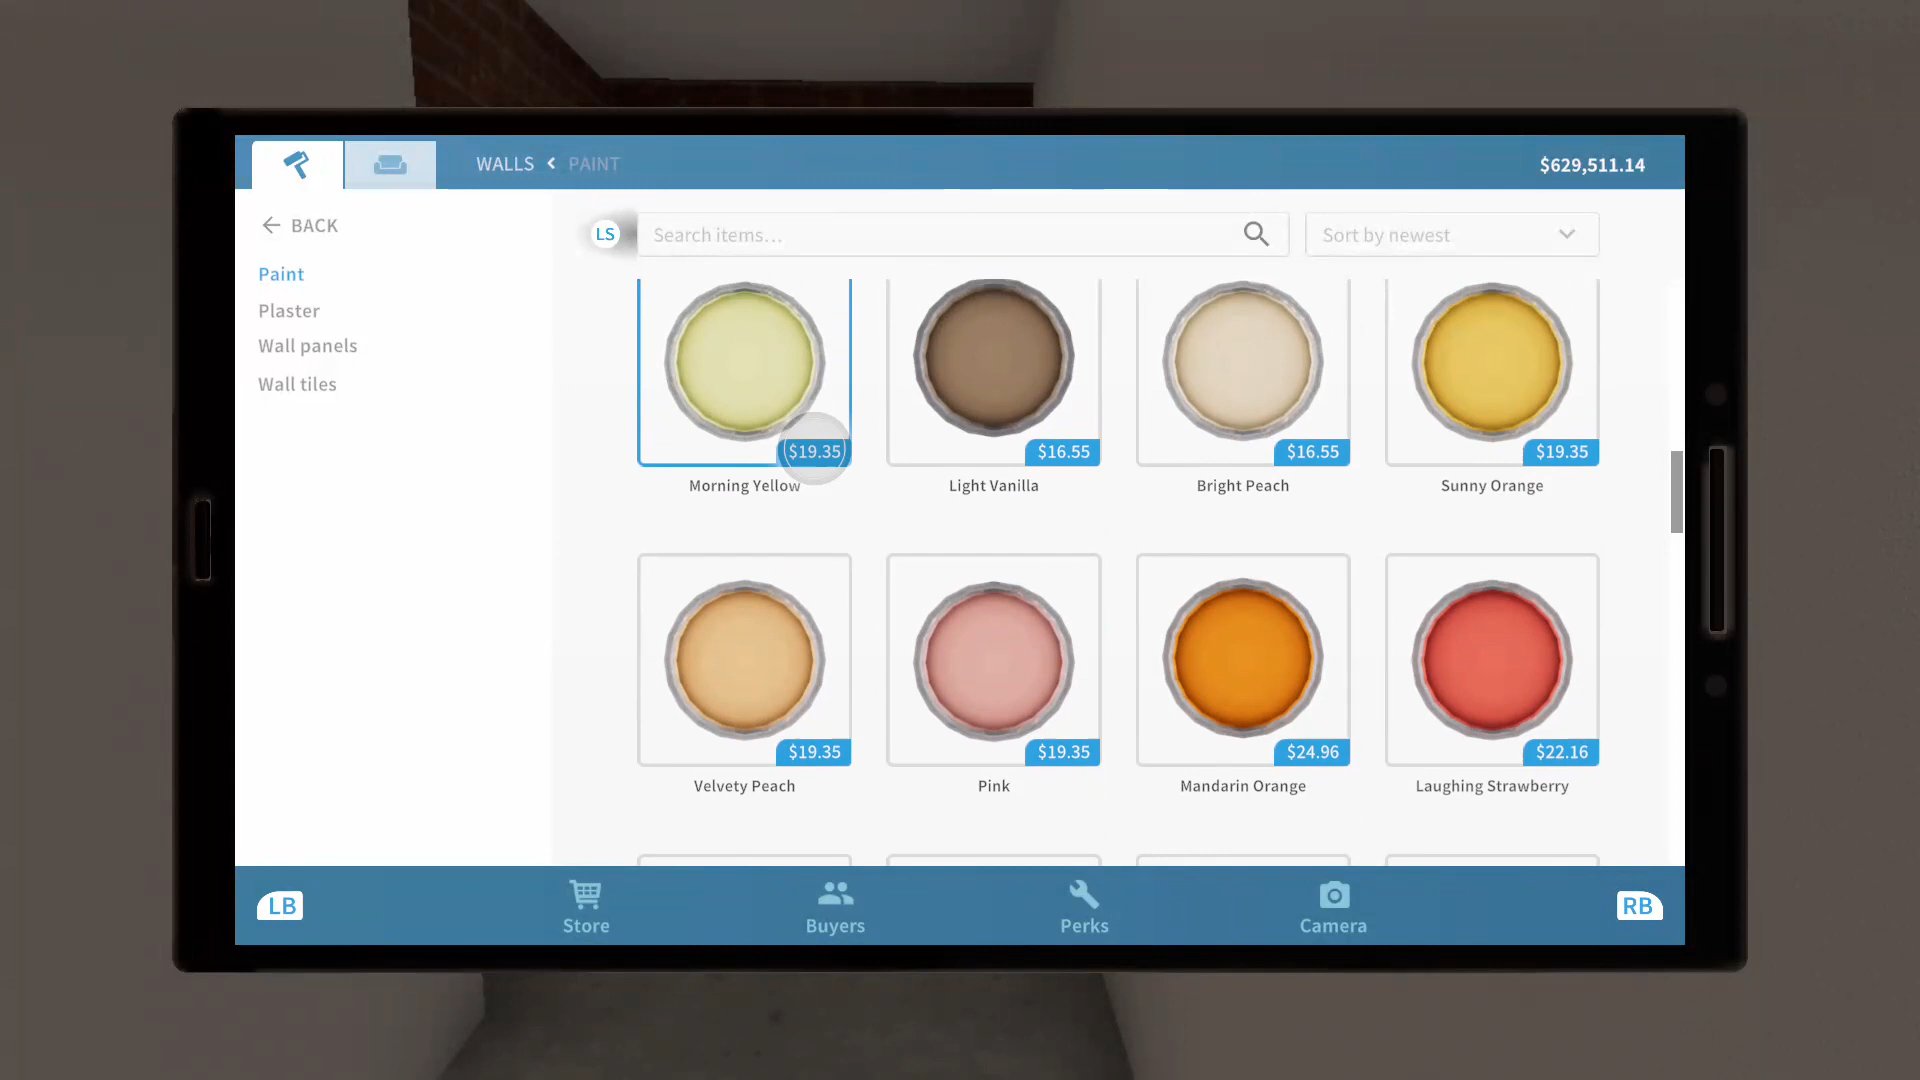 WALLS < PAINT
$629,511.14
BACK
LS
Search items...
Sort by newest
Paint
Plaster
Wall panels
Wall tiles
$19.35
$16.55
$16.55
$19.35
Morning Yellow
Light Vanilla
Bright Peach
Sunny Orange
$19.35
$19.35
$24.96
$22.16
Velvety Peach
Pink
Mandarin Orange
Laughing Strawberry
LB
Store
Buyers
Perks
Camera
RB